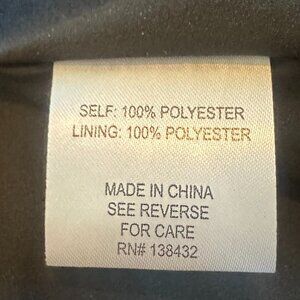 SELF: 100% POLYESTER
LINING: 100% POLYESTER
MADE IN CHINA
SEE REVERSE
FOR CARE
RN# 138432